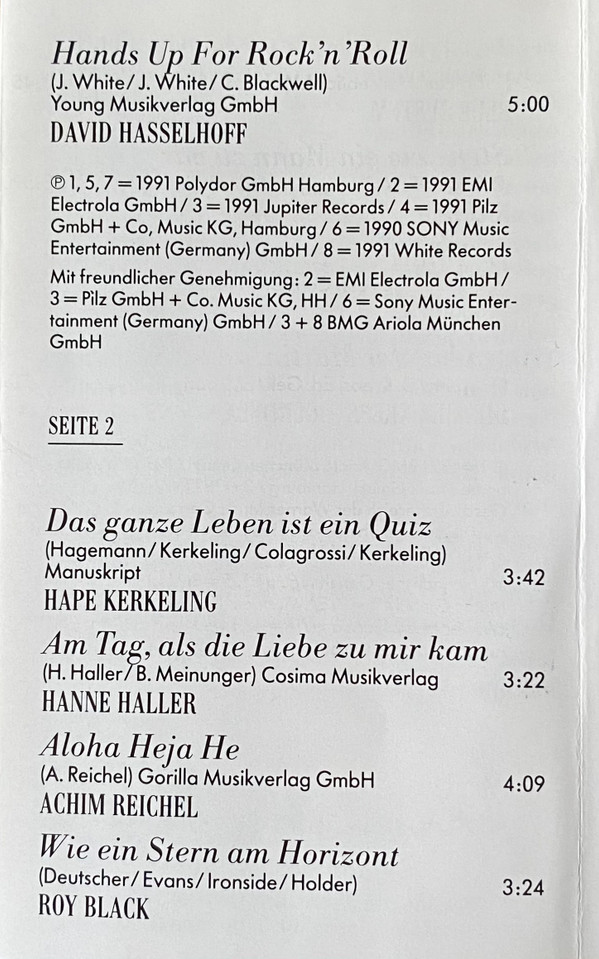 Hands Up For Rock'n'Roll
(J. White/J. White/C. Blackwell)
Young Musikverlag GmbH 5:00
DAVID HASSELHOFF
℗ 1, 5, 7 = 1991 Polydor GmbH Hamburg / 2 = 1991 EMI
Electrola GmbH / 3 = 1991 Jupiter Records / 4 = 1991 Pilz
GmbH + Co, Music KG, Hamburg / 6 = 1990 SONY Music
Entertainment (Germany) GmbH / 8 = 1991 White Records
Mit freundlicher Genehmigung: 2 = EMI Electrola GmbH /
3 = Pilz GmbH + Co. Music KG, HH / 6 = Sony Music Enter-
tainment (Germany) GmbH / 3 + 8 BMG Ariola München
GmbH
SEITE 2
Das ganze Leben ist ein Quiz
(Hagemann/Kerkeling/Colagrossi/Kerkeling)
Manuskript 3:42
HAPE KERKELING
Am Tag, als die Liebe zu mir kam
(H. Haller/B. Meinunger) Cosima Musikverlag 3:22
HANNE HALLER
Aloha Heja He
(A. Reichel) Gorilla Musikverlag GmbH 4:09
ACHIM REICHEL
Wie ein Stern am Horizont
(Deutscher/Evans/Ironside/Holder) 3:24
ROY BLACK